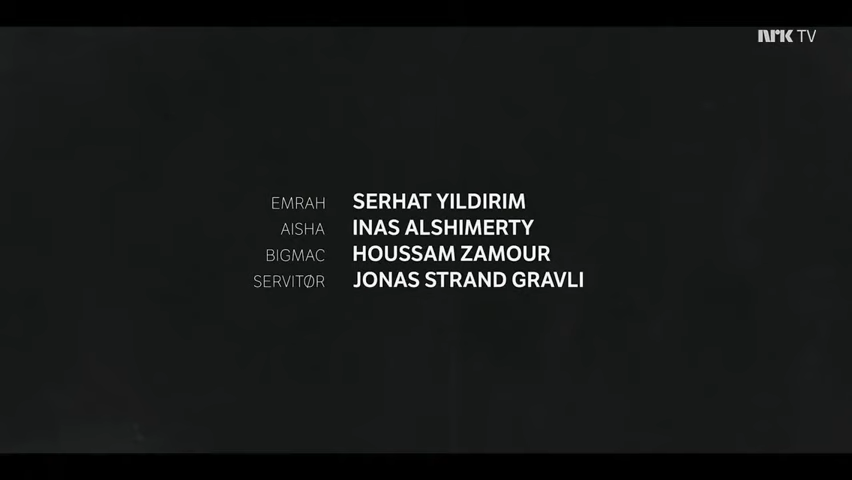 NRK TV
EMRAH SERHAT YILDIRIM
AISHA INAS ALSHIMERTY
BIGMAC HOUSSAM ZAMOUR
SERVITØR JONAS STRAND GRAVLI